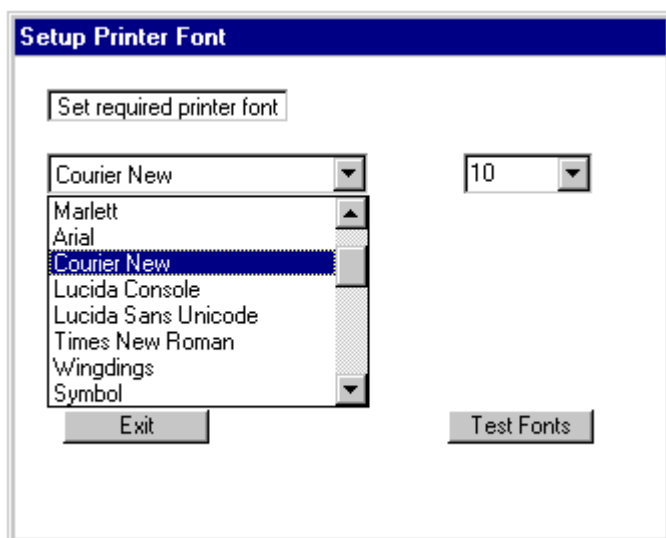 Setup Printer Font
Set required printer font
Courier New 10
Marlett
Arial
Courier New
Lucida Console
Lucida Sans Unicode
Times New Roman
Wingdings
Symbol
Exit Test Fonts